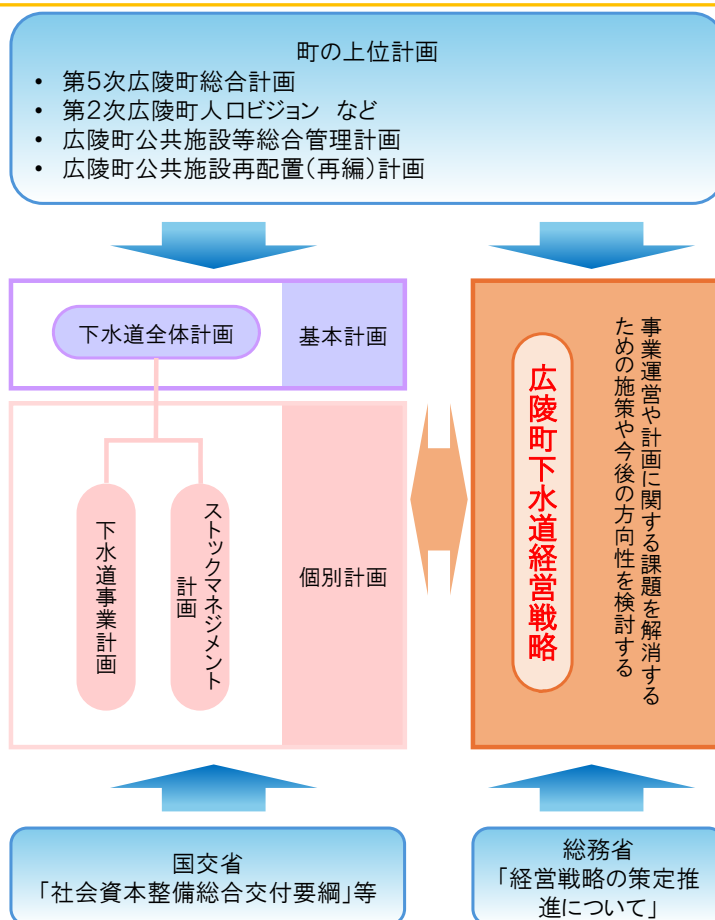 町の上位計画
• 第5次広陵町総合計画
• 第2次広陵町人口ビジョン　など
• 広陵町公共施設等総合管理計画
• 広陵町公共施設再配置(再編)計画
下水道全体計画
基本計画
下水道事業計画
ストックマネジメント
計画
個別計画
広陵町下水道経営戦略
事業運営や計画に関する課題を解消する
ための施策や今後の方向性を検討する
国交省
「社会資本整備総合交付要綱」等
総務省
「経営戦略の策定推
進について」